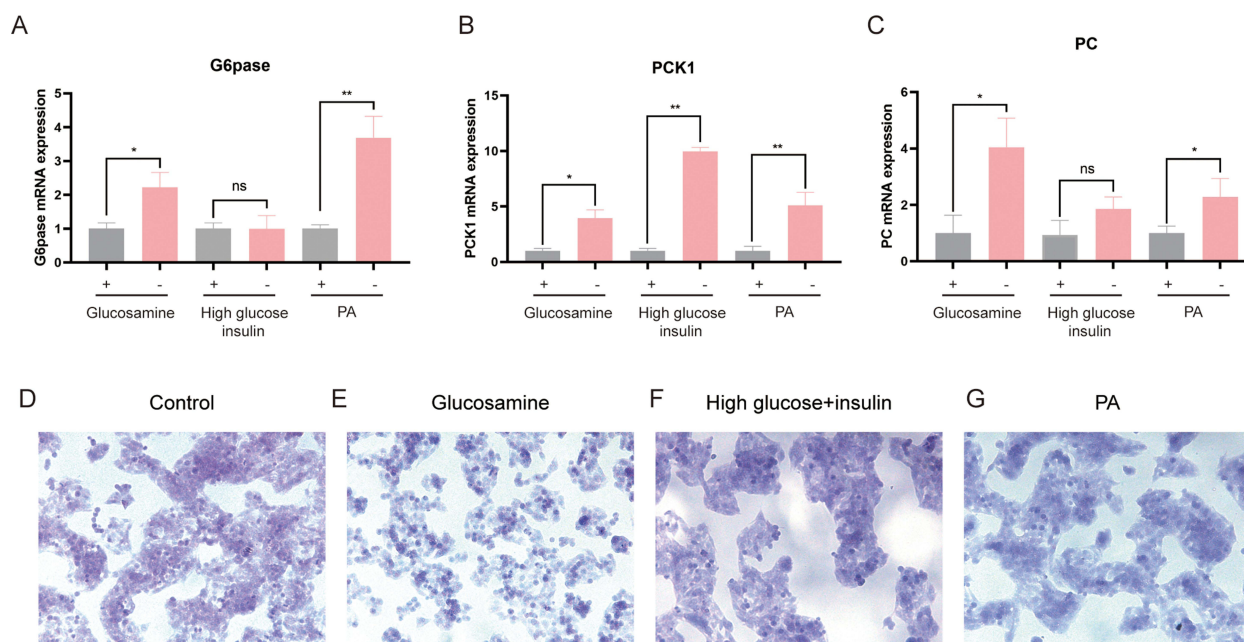 A
G6pase
G6pase mRNA expression
5
4
3
2
1
0
*
ns
**
+ - + - + -
Glucosamine
High glucose
insulin
PA
B
PCK1
PCK1 mRNA expression
15
10
5
0
*
**
**
+ - + - + -
Glucosamine
High glucose
insulin
PA
C
PC
PC mRNA expression
6
4
2
0
*
ns
*
+ - + - + -
Glucosamine
High glucose
insulin
PA
D Control
E Glucosamine
F High glucose+insulin
G PA